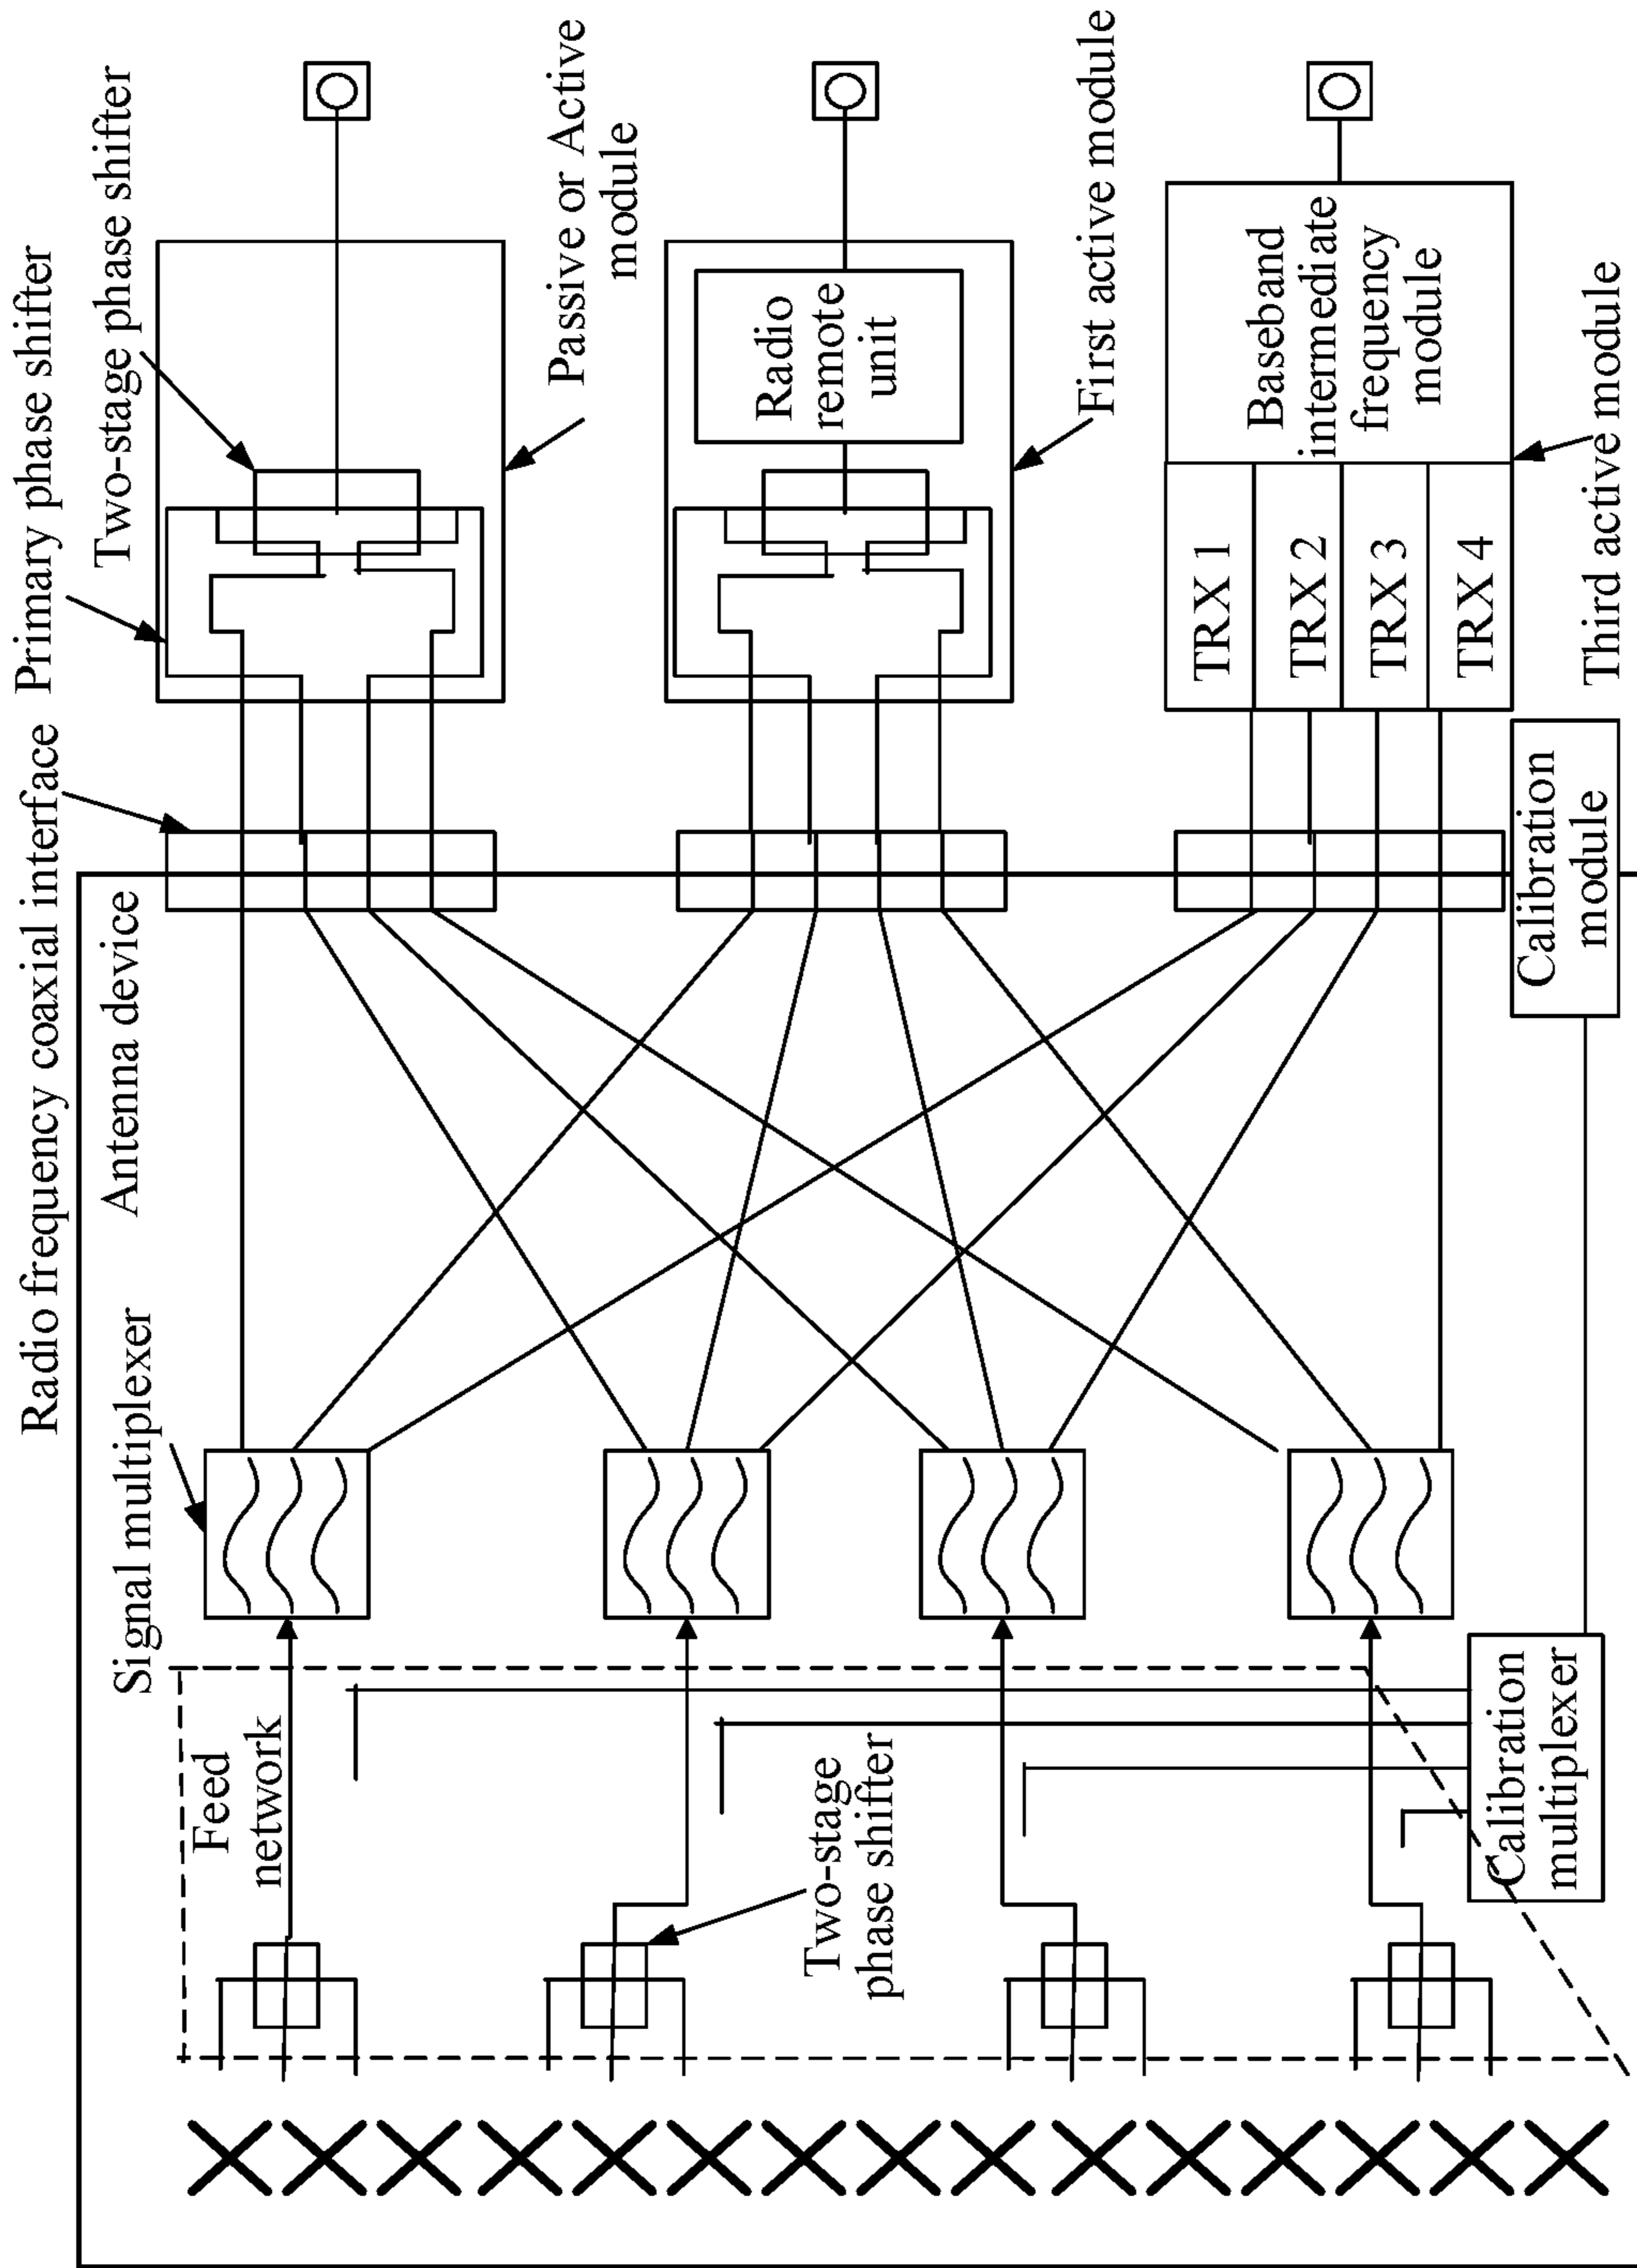 Radio frequency coaxial interface
Primary phase shifter
Two-stage phase shifter
Signal multiplexer
Antenna device
Passive or Active
module
Feed
network
Radio
remote
unit
First active module
Two-stage
phase shifter
TRX 1
TRX 2
TRX 3
TRX 4
Baseband
intermediate
frequency
module
Calibration
multiplexer
Calibration
module
Third active module